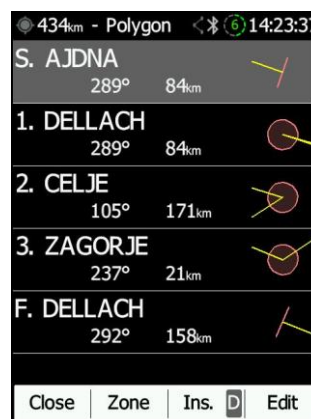 434km - Polygon 6 14:23:37
S. AJDNA
289° 84km
1. DELLACH
289° 84km
2. CELJE
105° 171km
3. ZAGORJE
237° 21km
F. DELLACH
292° 158km
Close Zone Ins. D Edit